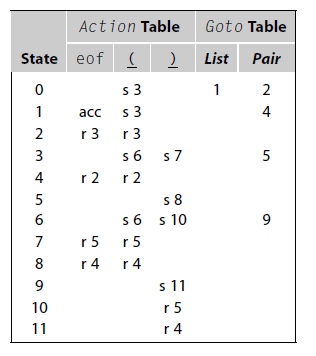 Action Table Goto Table
State eof ( ) List Pair
0 s 3 1 2
1 acc s 3 4
2 r 3 r 3
3 s 6 s 7 5
4 r 2 r 2
5 s 8
6 s 6 s 10 9
7 r 5 r 5
8 r 4 r 4
9 s 11
10 r 5
11 r 4